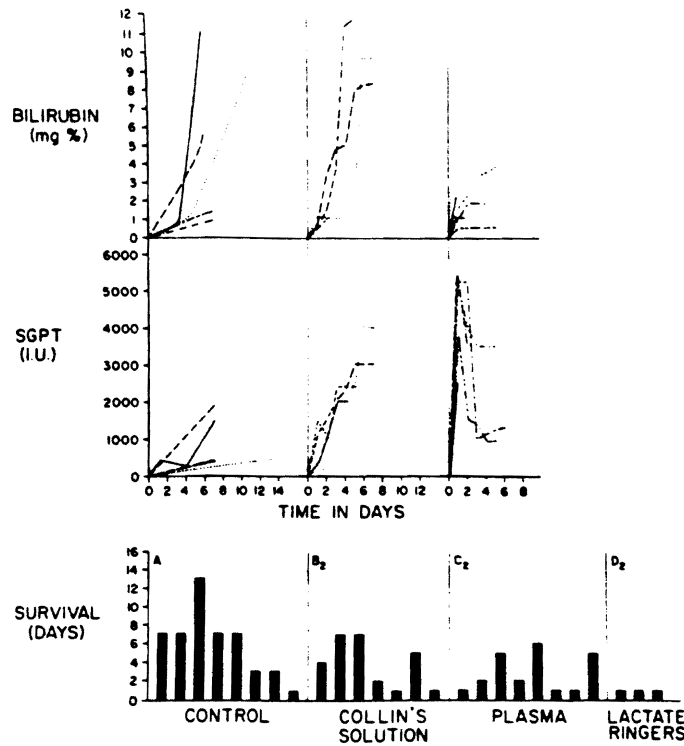 12
11
10
9
8
7
6
5
4
3
2
1
0
BILIRUBIN
(mg %)
6000
5000
4000
3000
2000
1000
0
SGPT
(I.U.)
0 2 4 6 8 10 12 14 0 2 4 6 8 10 12 0 2 4 6 8
TIME IN DAYS
16
14
12
10
8
6
4
2
0
SURVIVAL
(DAYS)
A B2 C2 D2
CONTROL COLLIN'S SOLUTION PLASMA LACTATE RINGERS